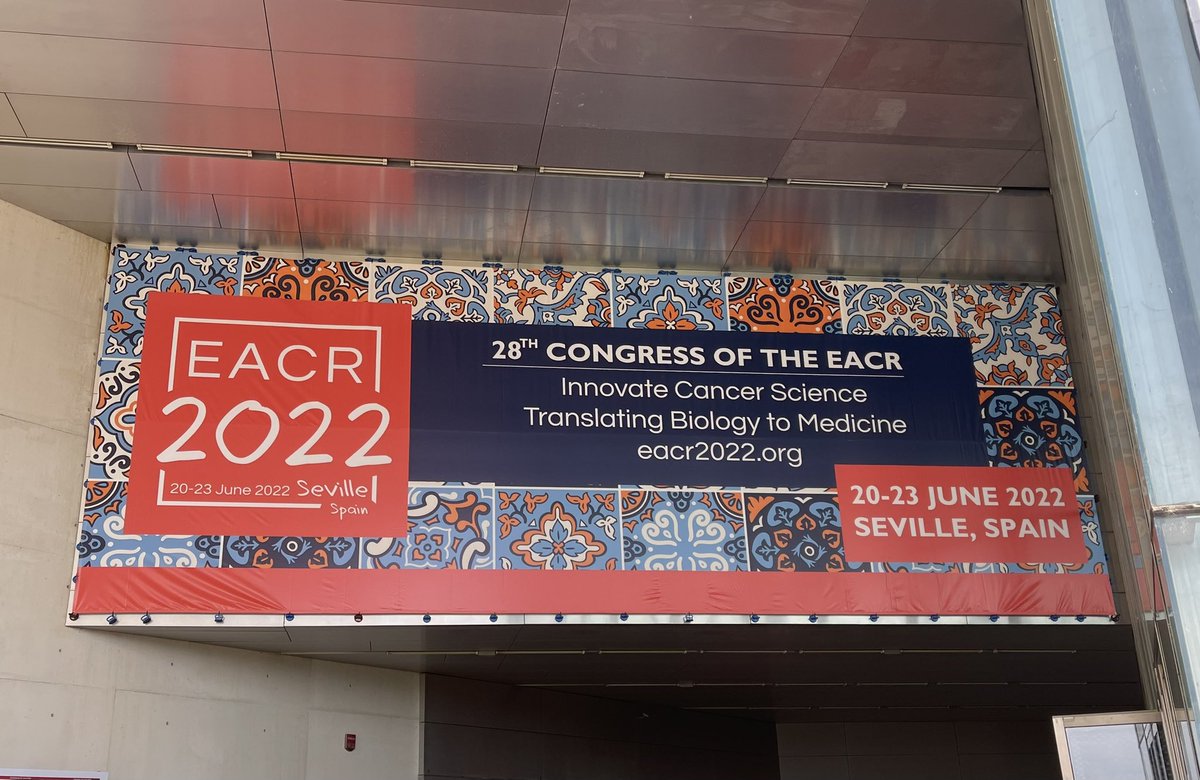 EACR
2022
20-23 June 2022 Seville
Spain
28TH CONGRESS OF THE EACR
Innovate Cancer Science
Translating Biology to Medicine
eacr2022.org
20-23 JUNE 2022
SEVILLE, SPAIN